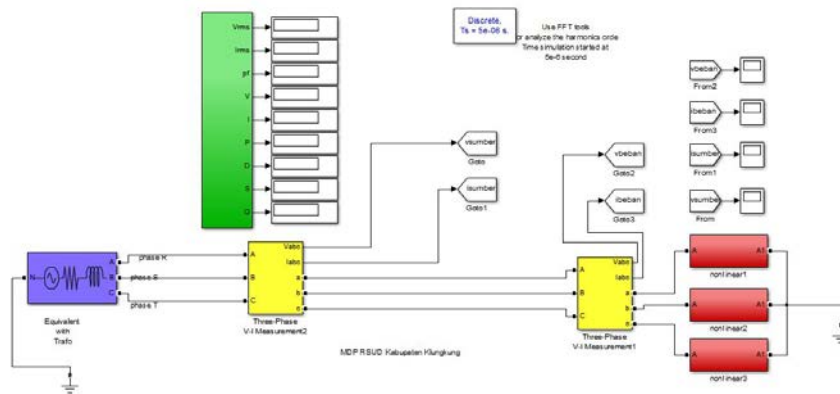 Vrms
Irms
pf
V
I
P
D
S
Q
Discrete,
Ts = 5e-06 s.
Use FFT tools
or analyze the harmonics orde
Time simulation started at
5e-6 second
vsumber
Goto
isumber
Goto1
vbeban
Goto2
ibeban
Goto3
vbeban
From2
ibeban
From3
isumber
From1
vsumber
From
N
A
B
C
phase R
phase S
phase T
Equivalent
with
Trafo
A
B
C
Vabc
Iabc
a
b
c
Three-Phase
V-I Measurement2
A
B
C
Vabc
Iabc
a
b
c
Three-Phase
V-I Measurement1
A
A1
nonlinear1
A
A1
nonlinear2
A
A1
nonlinear3
MDP RSUD Kabupaten Klungkung